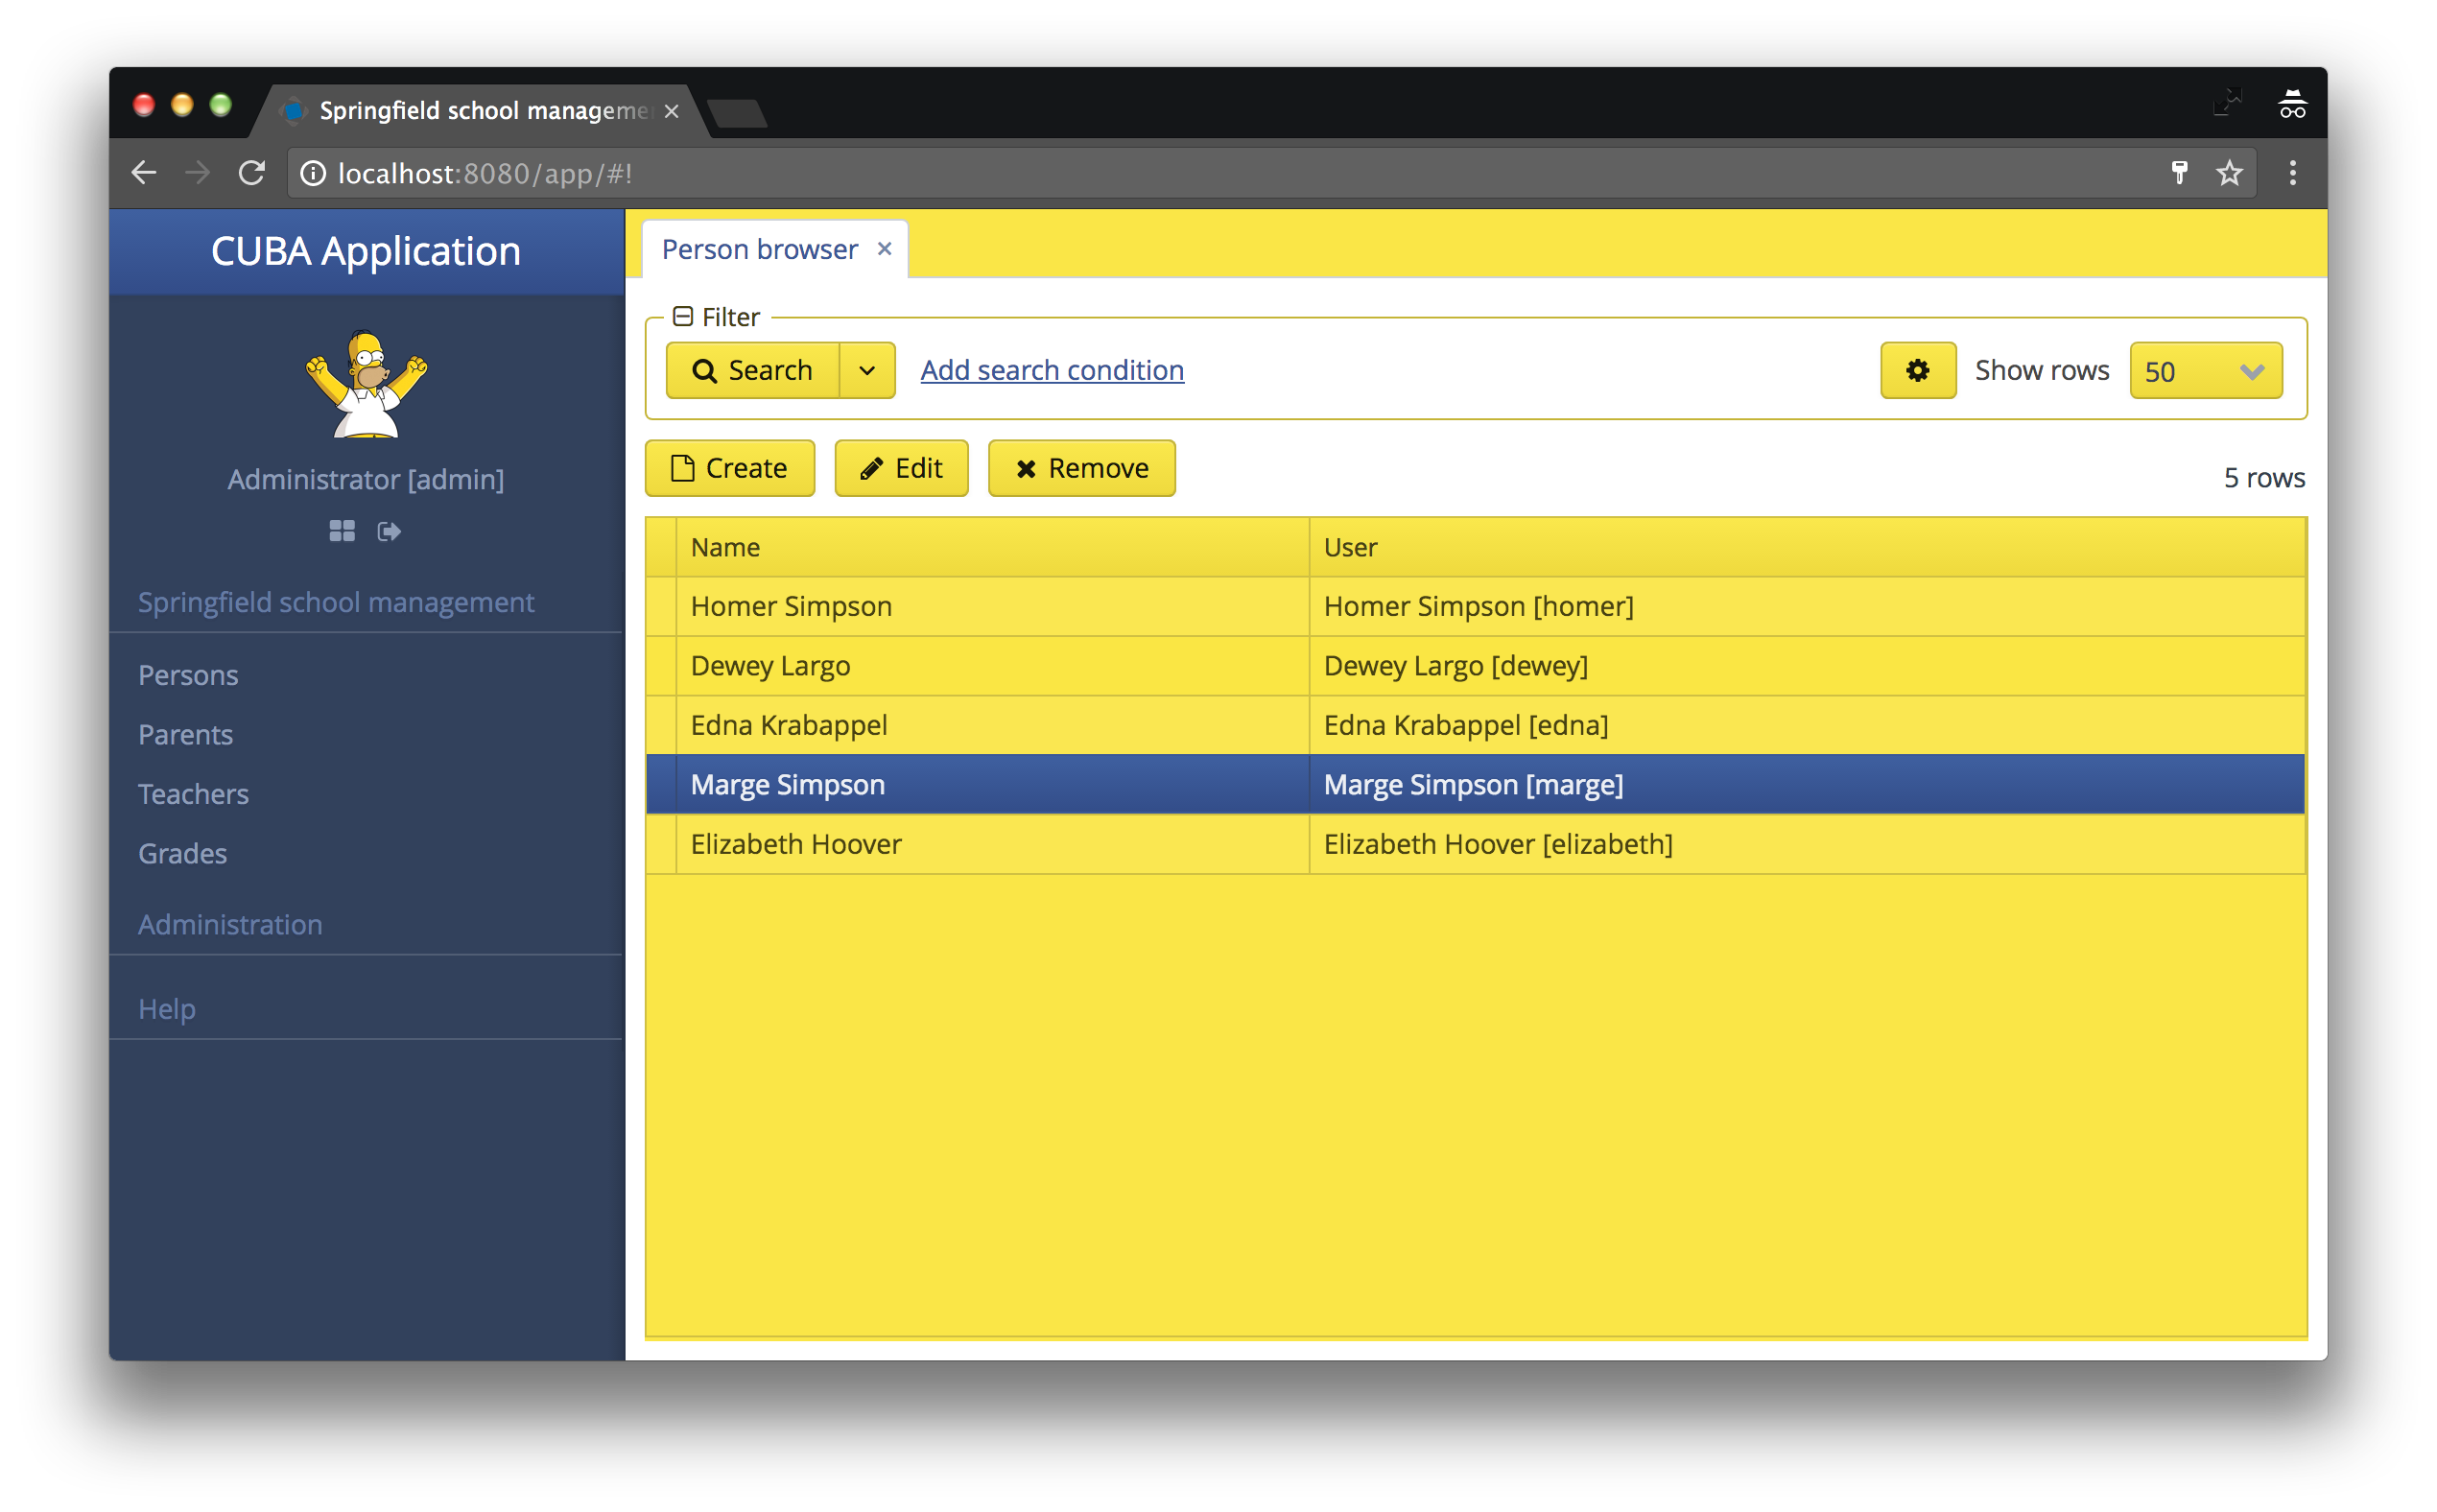 Springfield school manageme
localhost:8080/app/#!
CUBA Application
Administrator [admin]
Springfield school management
Persons
Parents
Teachers
Grades
Administration
Help
Person browser
Filter
Search Add search condition Show rows 50
Create Edit Remove 5 rows
Name User
Homer Simpson Homer Simpson [homer]
Dewey Largo Dewey Largo [dewey]
Edna Krabappel Edna Krabappel [edna]
Marge Simpson Marge Simpson [marge]
Elizabeth Hoover Elizabeth Hoover [elizabeth]